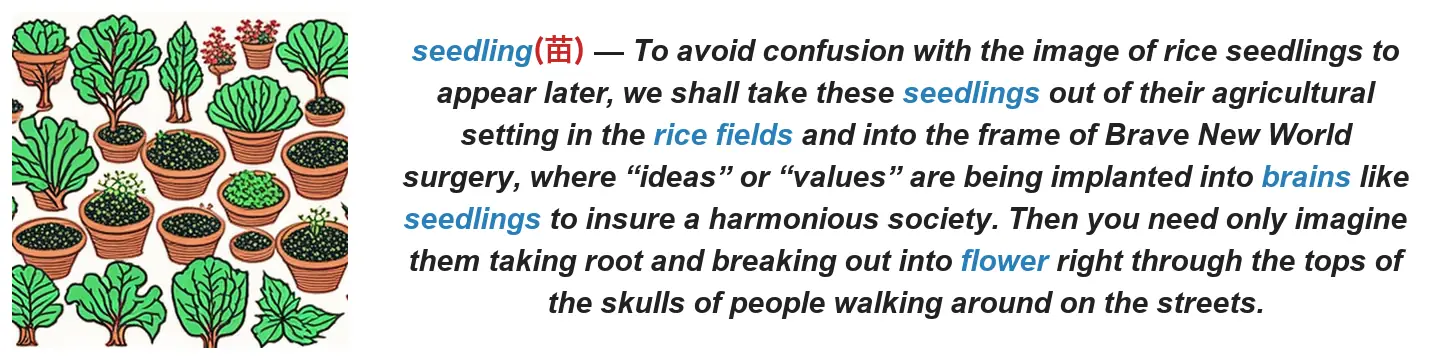 seedling(苗) — To avoid confusion with the image of rice seedlings to
appear later, we shall take these seedlings out of their agricultural
setting in the rice fields and into the frame of Brave New World
surgery, where “ideas” or “values” are being implanted into brains like
seedlings to insure a harmonious society. Then you need only imagine
them taking root and breaking out into flower right through the tops of
the skulls of people walking around on the streets.